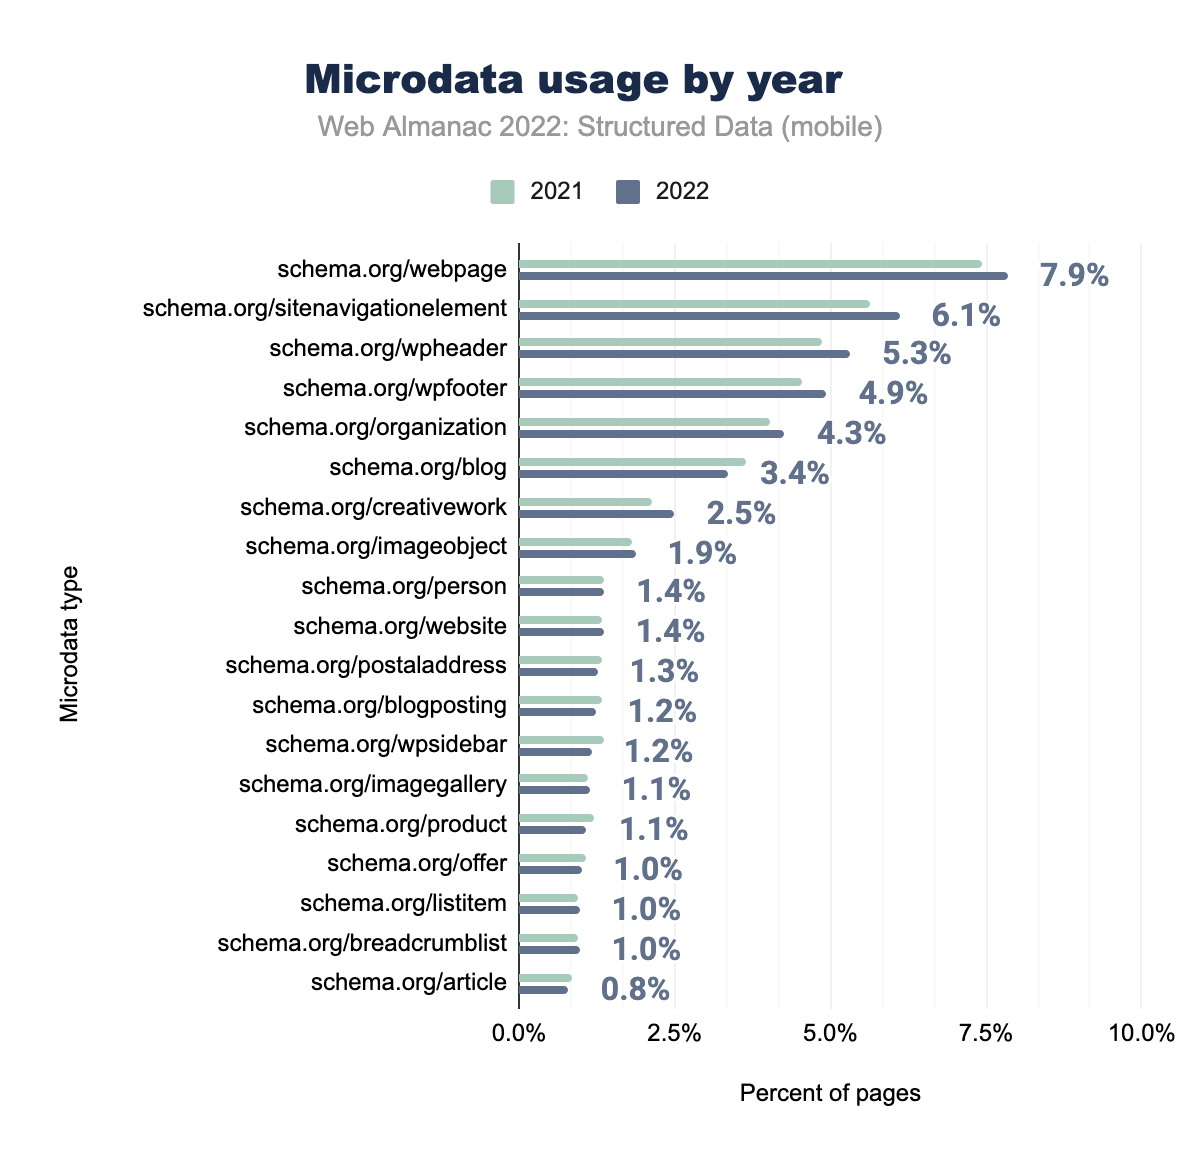 Microdata usage by year
Web Almanac 2022: Structured Data (mobile)
2021 2022
schema.org/webpage 7.9%
schema.org/sitenavigationelement 6.1%
schema.org/wpheader 5.3%
schema.org/wpfooter 4.9%
schema.org/organization 4.3%
schema.org/blog 3.4%
schema.org/creativework 2.5%
schema.org/imageobject 1.9%
schema.org/person 1.4%
schema.org/website 1.4%
schema.org/postaladdress 1.3%
schema.org/blogposting 1.2%
schema.org/wpsidebar 1.2%
schema.org/imagegallery 1.1%
schema.org/product 1.1%
schema.org/offer 1.0%
schema.org/listitem 1.0%
schema.org/breadcrumblist 1.0%
schema.org/article 0.8%
Microdata type
0.0% 2.5% 5.0% 7.5% 10.0%
Percent of pages